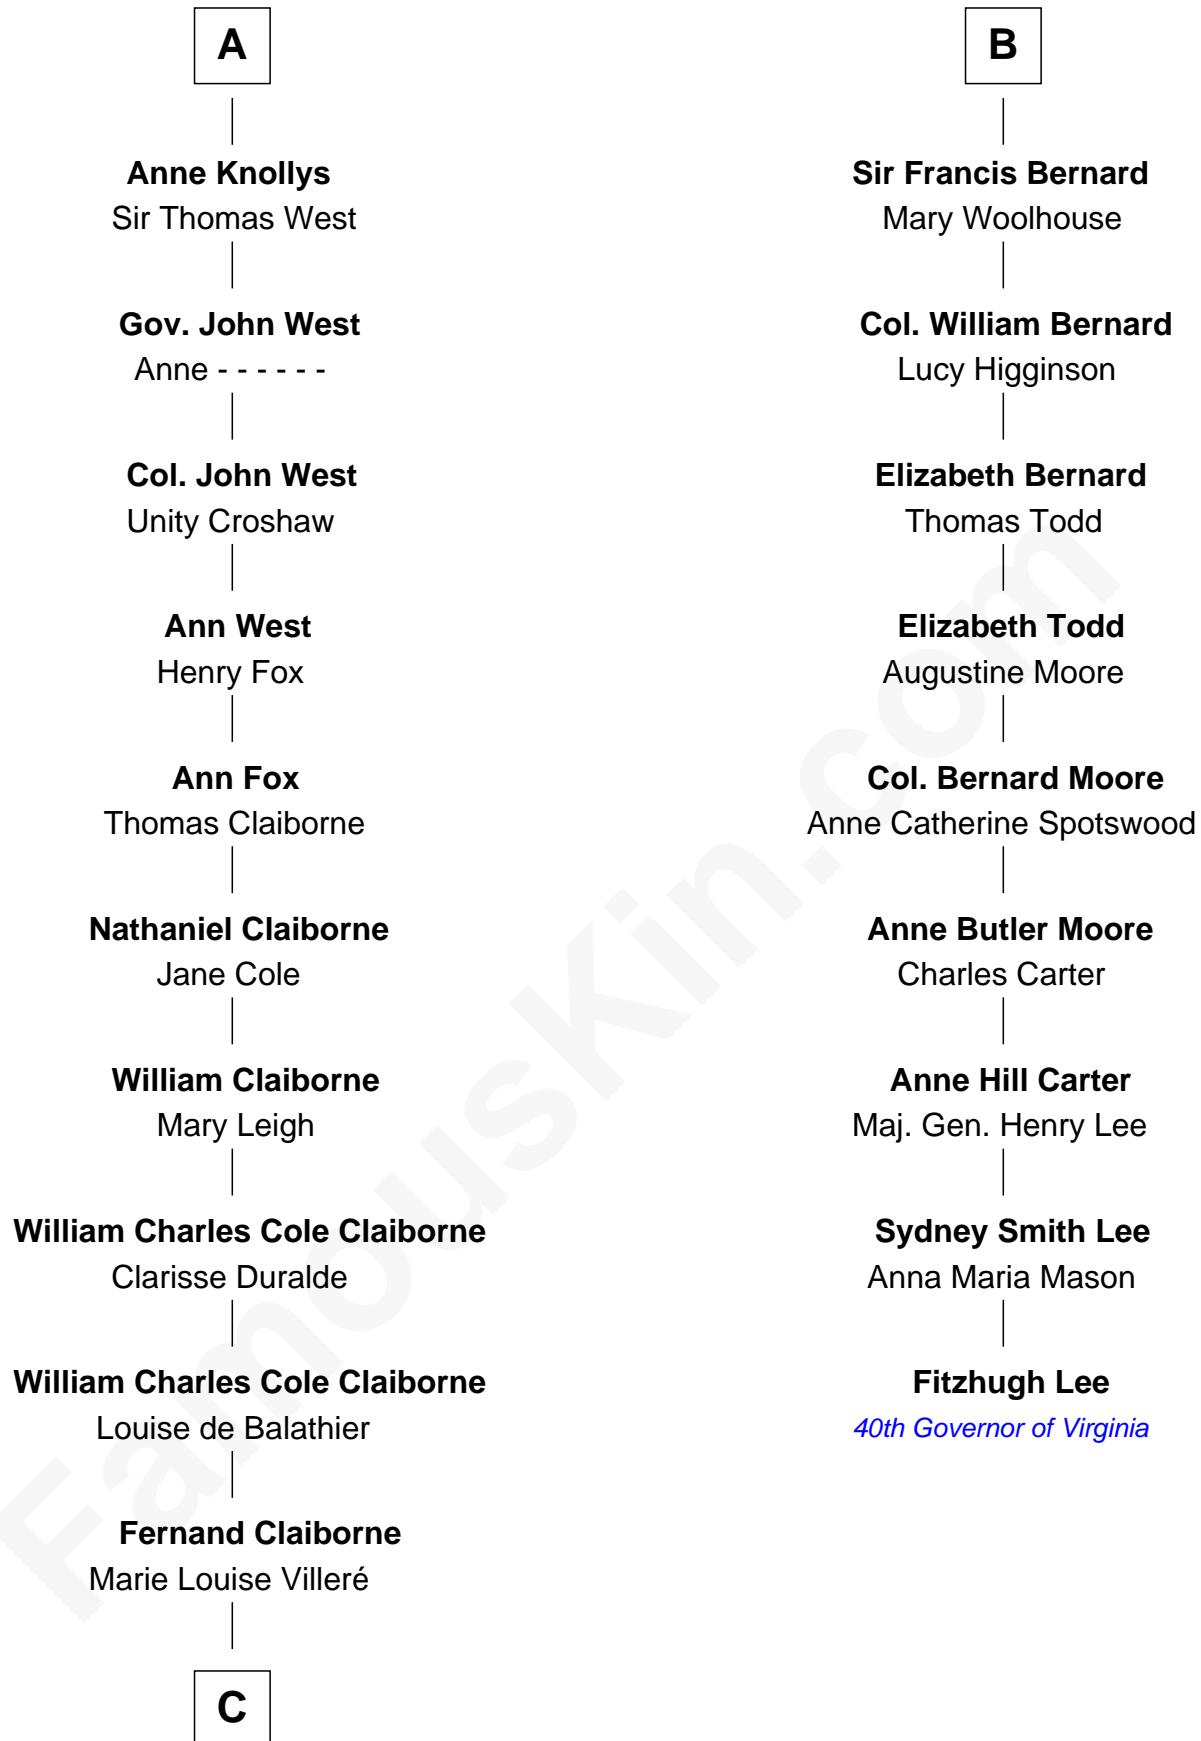 A
Anne Knollys
Sir Thomas West
Gov. John West
Anne - - - - - -
Col. John West
Unity Croshaw
Ann West
Henry Fox
Ann Fox
Thomas Claiborne
Nathaniel Claiborne
Jane Cole
William Claiborne
Mary Leigh
William Charles Cole Claiborne
Clarisse Duralde
William Charles Cole Claiborne
Louise de Balathier
Fernand Claiborne
Marie Louise Villeré
C
B
Sir Francis Bernard
Mary Woolhouse
Col. William Bernard
Lucy Higginson
Elizabeth Bernard
Thomas Todd
Elizabeth Todd
Augustine Moore
Col. Bernard Moore
Anne Catherine Spotswood
Anne Butler Moore
Charles Carter
Anne Hill Carter
Maj. Gen. Henry Lee
Sydney Smith Lee
Anna Maria Mason
Fitzhugh Lee
40th Governor of Virginia
FamousKin.com